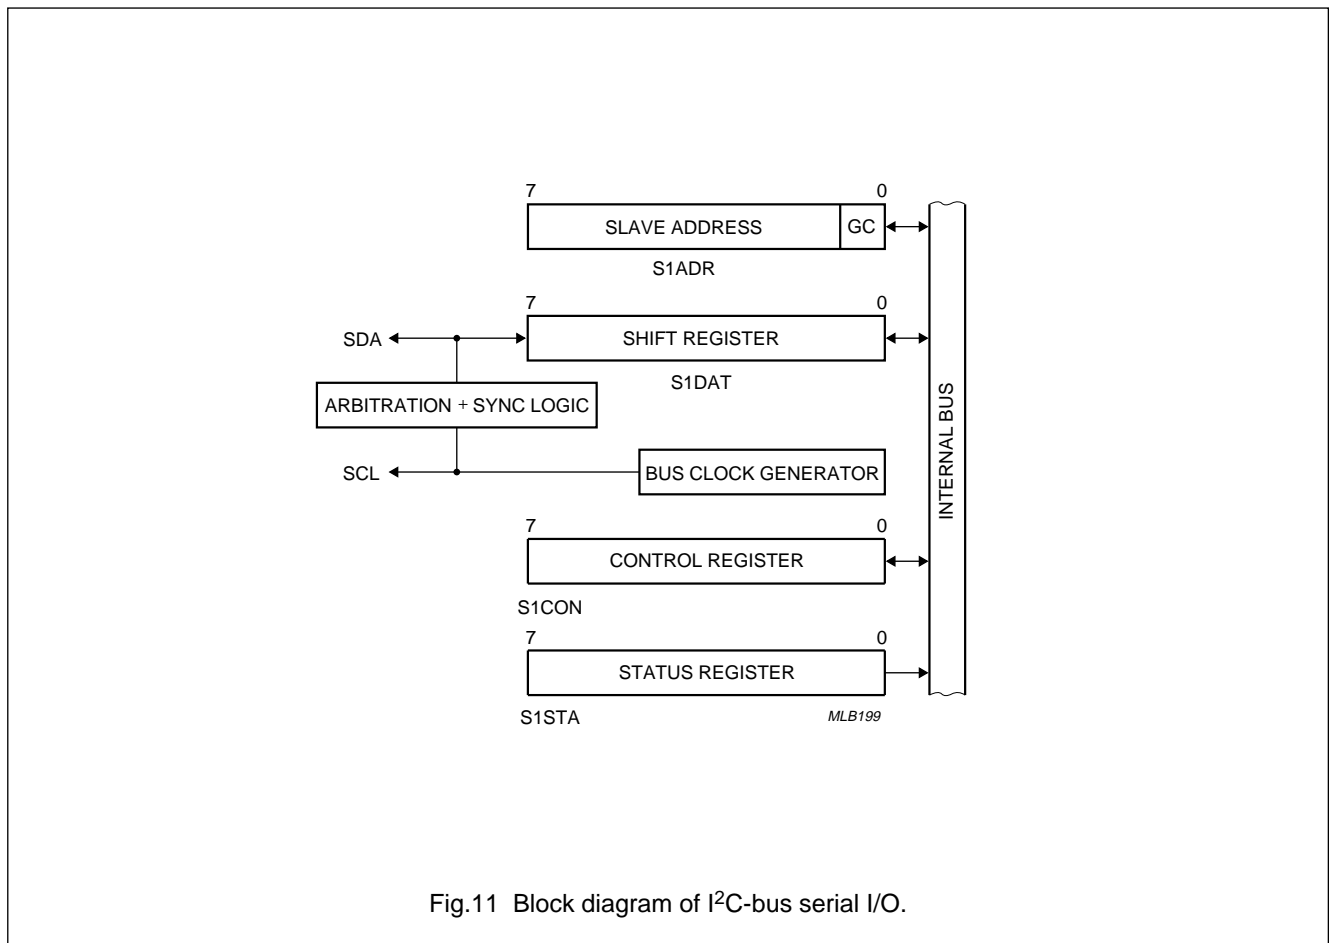 7 0
SLAVE ADDRESS GC
S1ADR
7 0
SDA SHIFT REGISTER
S1DAT
ARBITRATION + SYNC LOGIC
SCL BUS CLOCK GENERATOR
INTERNAL BUS
7 0
CONTROL REGISTER
S1CON
7 0
STATUS REGISTER
S1STA MLB199
Fig.11 Block diagram of I²C-bus serial I/O.